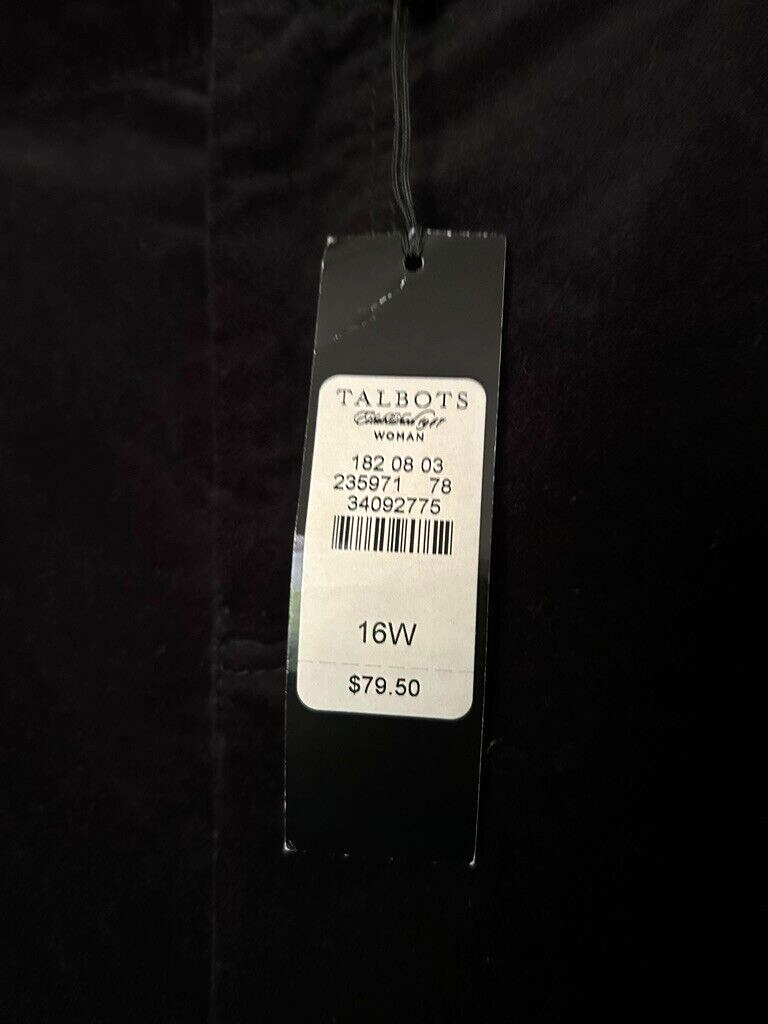 TALBOTS
WOMAN
182 08 03
235971 78
34092775
16W
$79.50